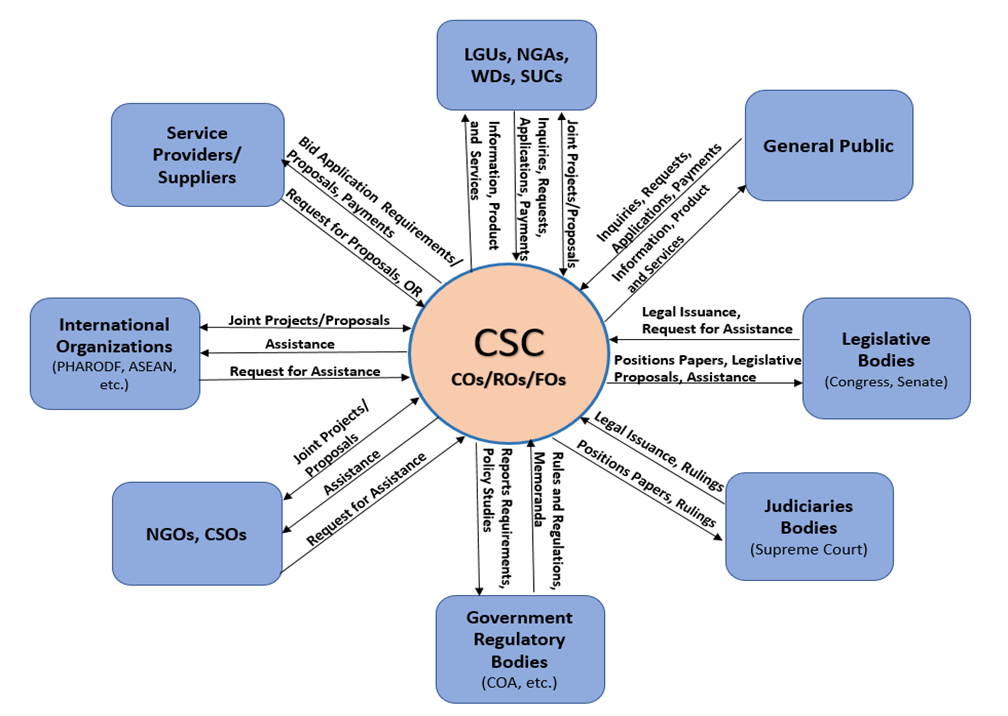 LGUs, NGAs,
WDs, SUCs
General Public
Service
Providers/
Suppliers
Bid Application Requirements/
Proposals, Payments
Request for Proposals, OR
Information, Product
and Services
Inquiries, Requests,
Applications, Payments
Joint Projects/Proposals
Inquiries, Requests,
Applications, Payments
Information, Product
and Services
International
Organizations
(PHARODF, ASEAN,
etc.)
Joint Projects/Proposals
Assistance
Request for Assistance
CSC
COs/ROs/FOs
Legal Issuance,
Request for Assistance
Positions Papers, Legislative
Proposals, Assistance
Legislative
Bodies
(Congress, Senate)
Joint Projects/
Proposals
Assistance
Request for Assistance
NGOs, CSOs
Reports Requirements,
Policy Studies
Rules and Regulations,
Memoranda
Legal Issuance, Rulings
Positions Papers, Rulings
Judiciaries
Bodies
(Supreme Court)
Government
Regulatory
Bodies
(COA, etc.)